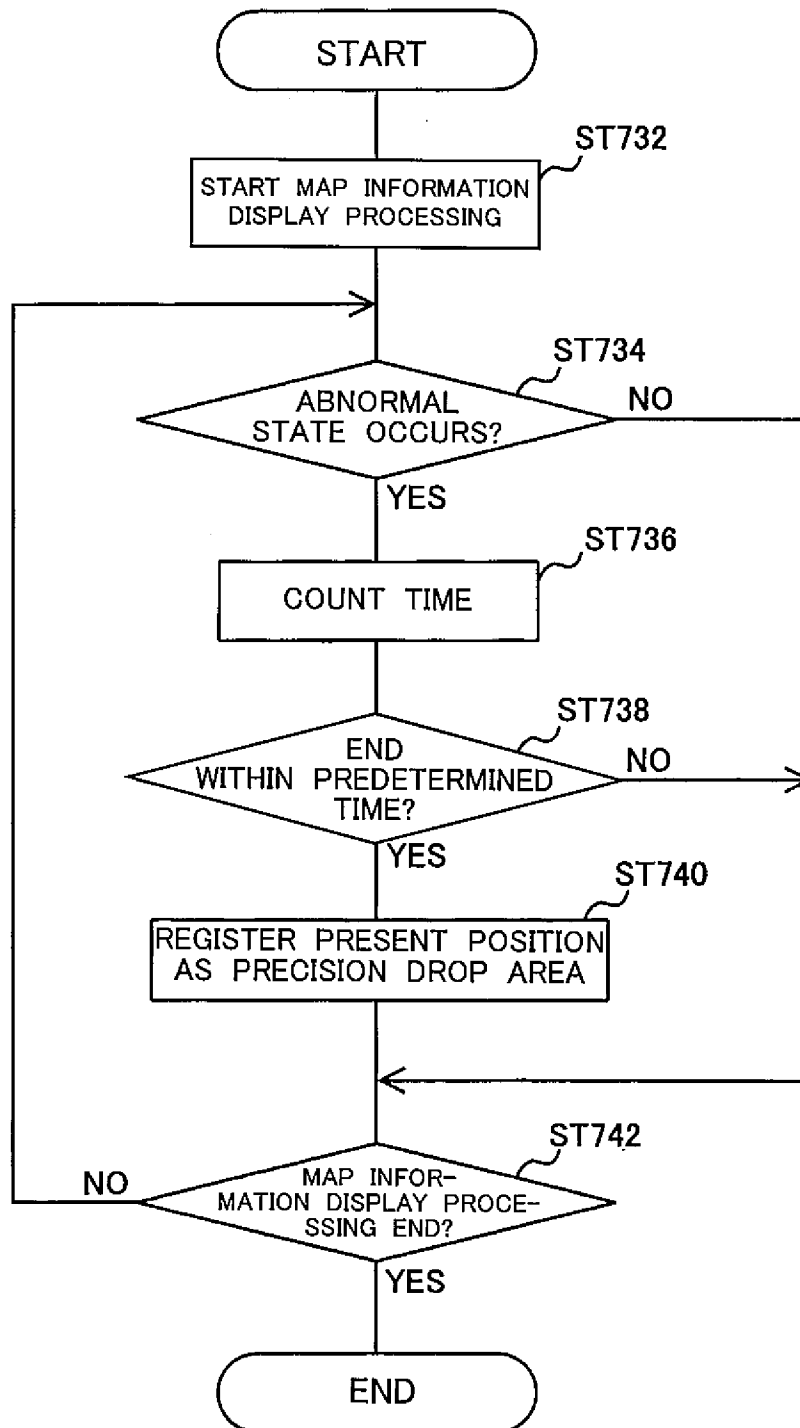 START
ST732
START MAP INFORMATION
DISPLAY PROCESSING
ST734
ABNORMAL
STATE OCCURS?
NO
YES
ST736
COUNT TIME
ST738
END
WITHIN PREDETERMINED
TIME?
NO
YES
ST740
REGISTER PRESENT POSITION
AS PRECISION DROP AREA
ST742
MAP INFOR-
MATION DISPLAY PROCE-
SSING END?
NO
YES
END